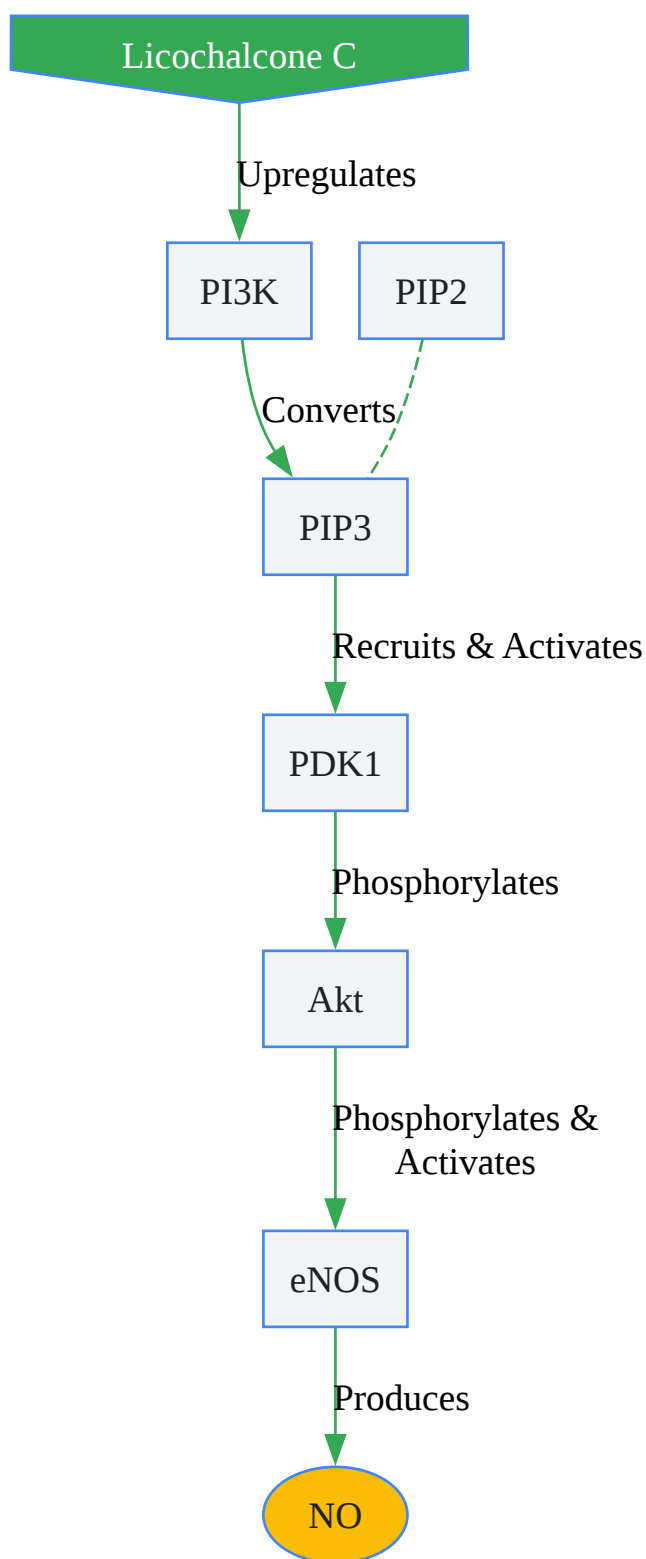 Licochalcone C
Upregulates
PI3K
PIP2
Converts
PIP3
Recruits & Activates
PDK1
Phosphorylates
Akt
Phosphorylates &
Activates
eNOS
Produces
NO